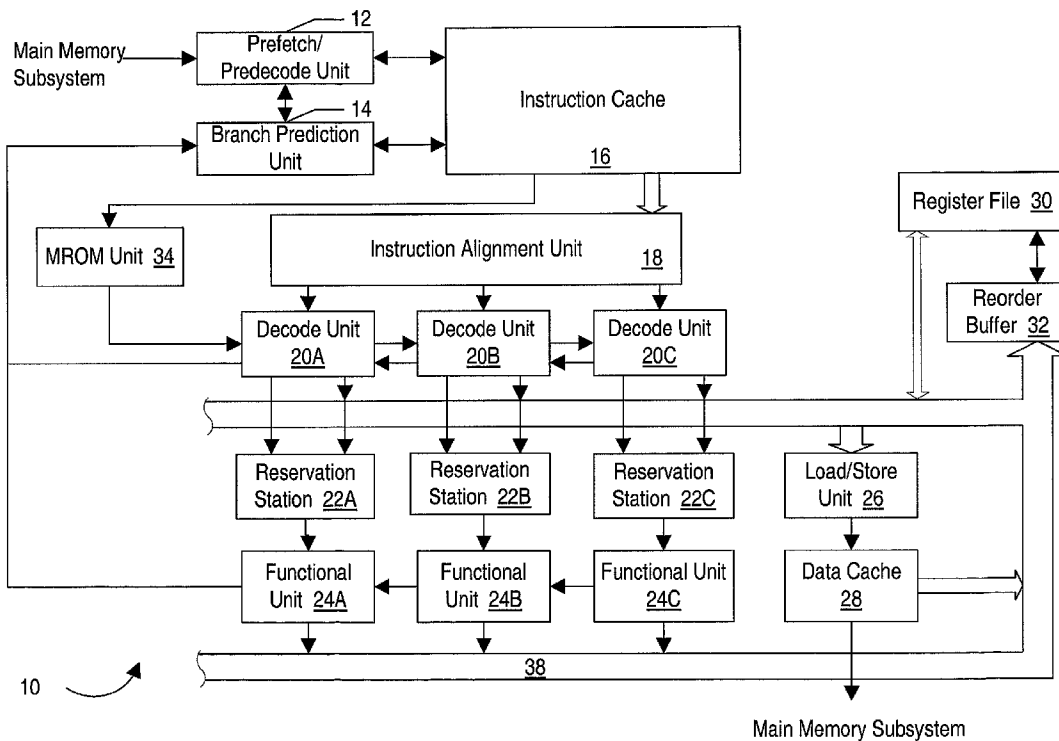 12
Main Memory
Subsystem
Prefetch/
Predecode Unit
14
Branch Prediction
Unit
Instruction Cache
16
Register File 30
MROM Unit 34
Instruction Alignment Unit
18
Reorder
Buffer 32
Decode Unit
20A
Decode Unit
20B
Decode Unit
20C
Reservation
Station 22A
Reservation
Station 22B
Reservation
Station 22C
Load/Store
Unit 26
Functional
Unit 24A
Functional
Unit 24B
Functional Unit
24C
Data Cache
28
38
10
Main Memory Subsystem